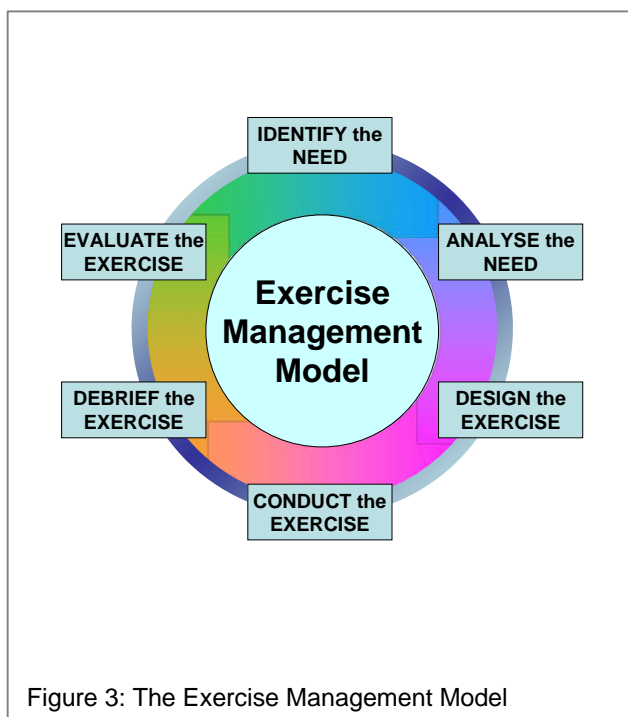 IDENTIFY the
NEED
ANALYSE the
NEED
DESIGN the
EXERCISE
CONDUCT the
EXERCISE
DEBRIEF the
EXERCISE
EVALUATE the
EXERCISE
Exercise
Management
Model
Figure 3: The Exercise Management Model